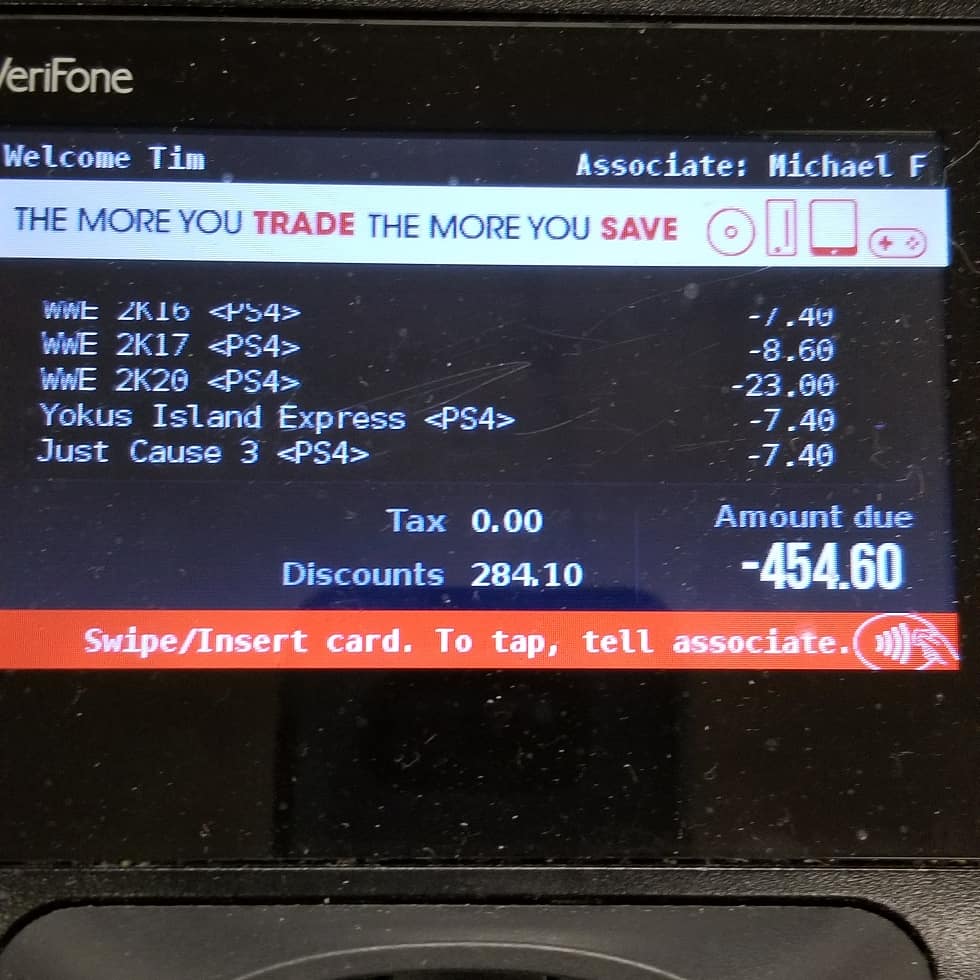 VeriFone
Welcome Tim
Associate: Michael F
THE MORE YOU TRADE THE MORE YOU SAVE
WWE 2K16 <PS4> -7.40
WWE 2K17 <PS4> -8.60
WWE 2K20 <PS4> -23.00
Yokus Island Express <PS4> -7.40
Just Cause 3 <PS4> -7.40
Tax 0.00
Discounts 284.10
Amount due
-454.60
Swipe/Insert card. To tap, tell associate.